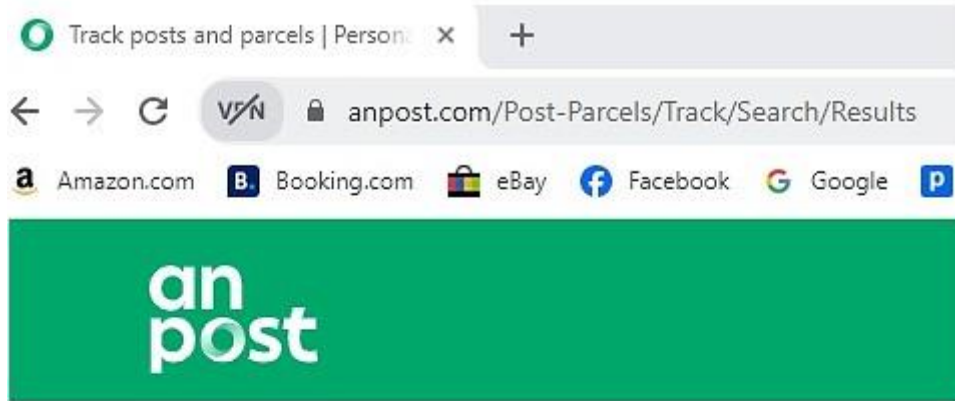 Track posts and parcels | Persona
VPN anpost.com/Post-Parcels/Track/Search/Results
a Amazon.com B. Booking.com eBay Facebook G Google P
an
post